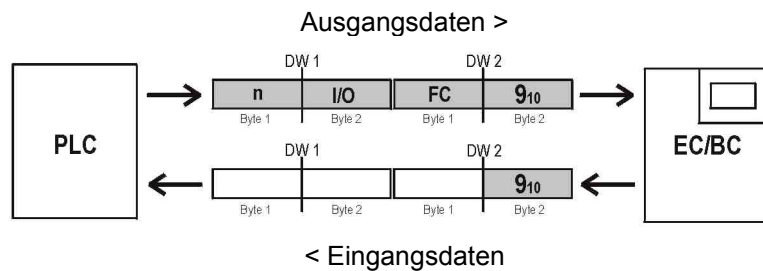 Ausgangsdaten >
DW 1 DW 2
n I/O FC 9₁₀
Byte 1 Byte 2 Byte 1 Byte 2
PLC EC/BC
DW 1 DW 2
9₁₀
Byte 1 Byte 2 Byte 1 Byte 2
< Eingangsdaten